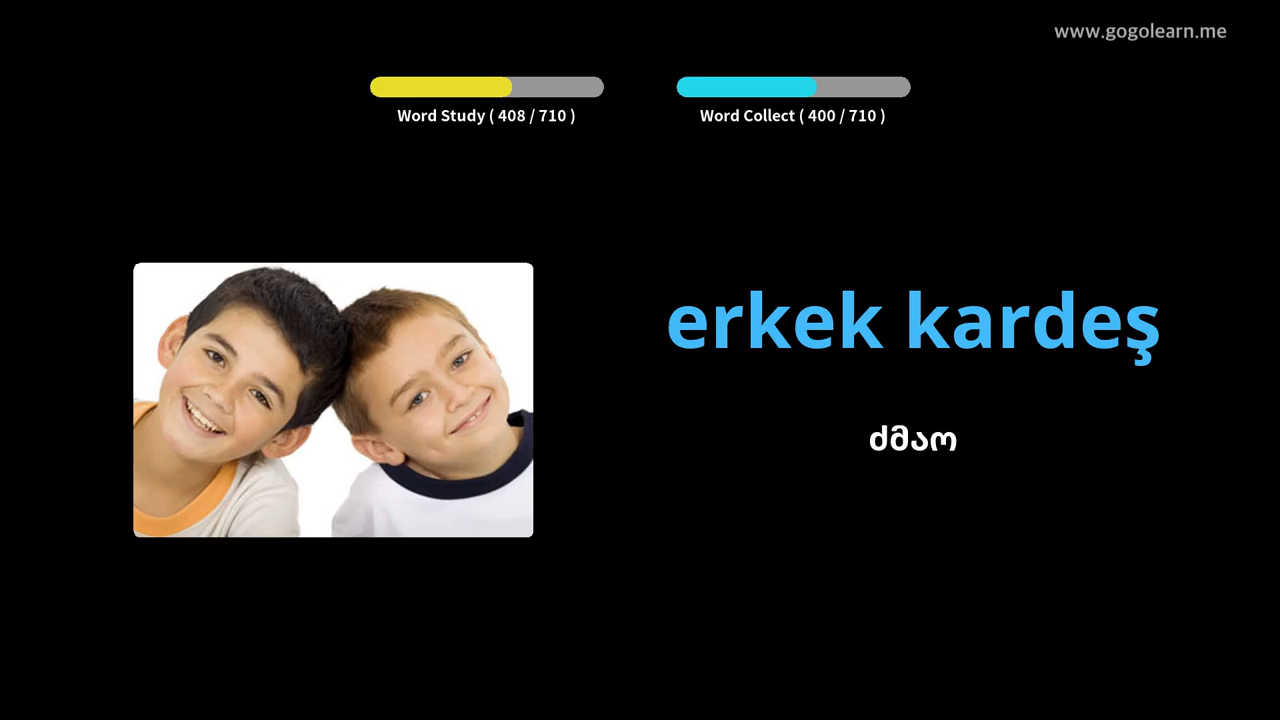 www.gogolearn.me
Word Study ( 408 / 710 )
Word Collect ( 400 / 710 )
erkek kardeş
ძმაო